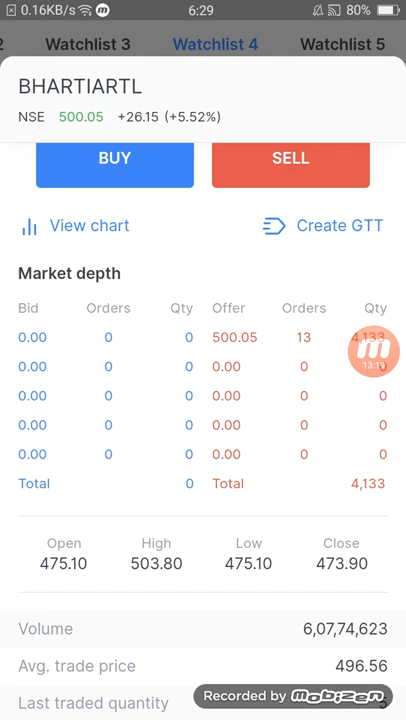 0.16KB/s 6:29 80%
2 Watchlist 3 Watchlist 4 Watchlist 5
BHARTIARTL
NSE 500.05 +26.15 (+5.52%)
BUY SELL
View chart Create GTT
Market depth
Bid Orders Qty Offer Orders Qty
0.00 0 0 500.05 13 4,133
0.00 0 0 0.00 0 0
0.00 0 0 0.00 0 0
0.00 0 0 0.00 0 0
0.00 0 0 0.00 0 0
Total 0 Total 4,133
Open High Low Close
475.10 503.80 475.10 473.90
Volume 6,07,74,623
Avg. trade price 496.56
Last traded quantity
Recorded by mobizen